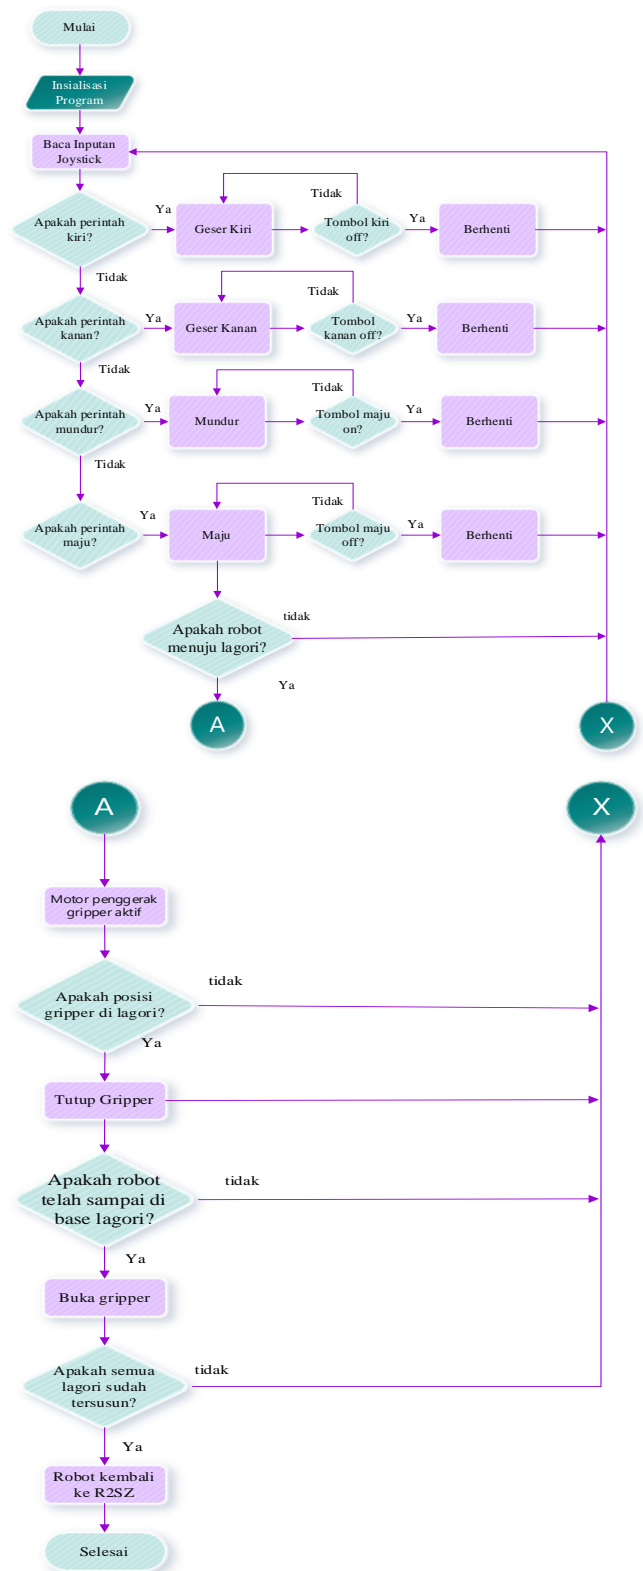 Mulai
Insialisasi
Program
Baca Inputan
Joystick
Apakah perintah
kiri?
Ya
Geser Kiri
Tidak
Tombol kiri
off?
Ya
Berhenti
Tidak
Apakah perintah
kanan?
Ya
Geser Kanan
Tidak
Tombol
kanan off?
Ya
Berhenti
Tidak
Apakah perintah
mundur?
Ya
Mundur
Tidak
Tombol maju
on?
Ya
Berhenti
Tidak
Apakah perintah
maju?
Ya
Maju
Tidak
Tombol maju
off?
Ya
Berhenti
Apakah robot
menuju lagori?
tidak
Ya
A
X
A
X
Motor penggerak
gripper aktif
Apakah posisi
gripper di lagori?
tidak
Ya
Tutup Gripper
Apakah robot
telah sampai di
base lagori?
tidak
Ya
Buka gripper
Apakah semua
lagori sudah
tersusun?
tidak
Ya
Robot kembali
ke R2SZ
Selesai